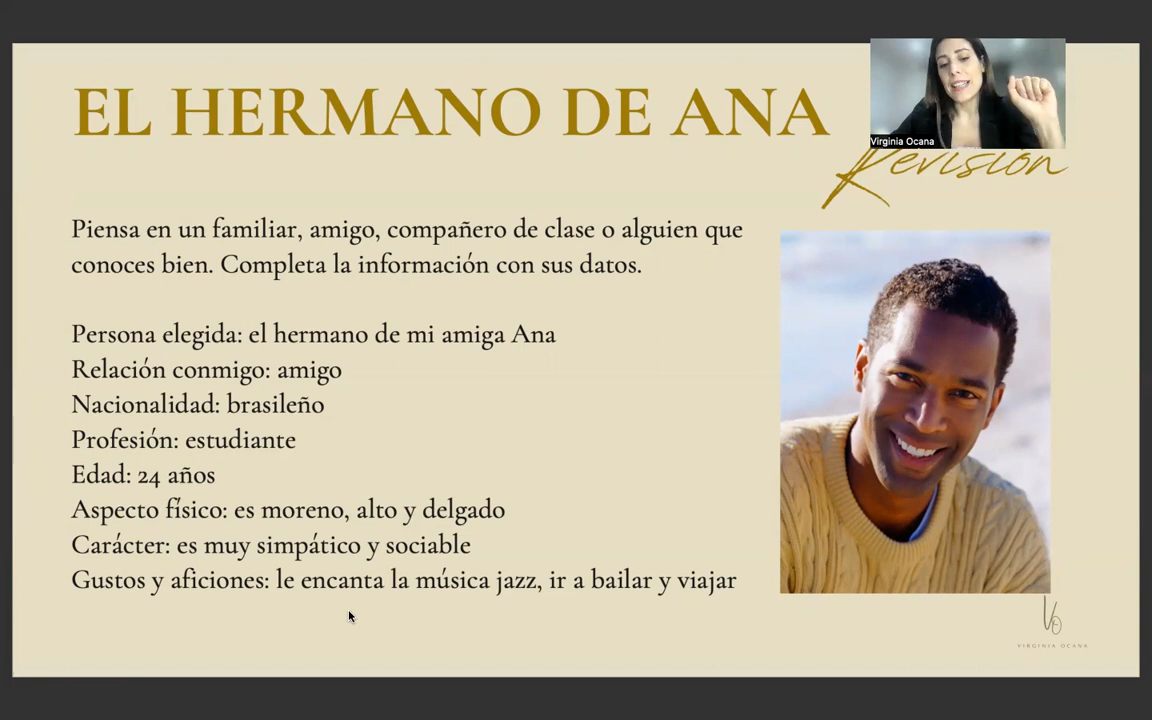 EL HERMANO DE ANA
Virginia Ocana
Revisión
Piensa en un familiar, amigo, compañero de clase o alguien que
conoces bien. Completa la información con sus datos.
Persona elegida: el hermano de mi amiga Ana
Relación conmigo: amigo
Nacionalidad: brasileño
Profesión: estudiante
Edad: 24 años
Aspecto físico: es moreno, alto y delgado
Carácter: es muy simpático y sociable
Gustos y aficiones: le encanta la música jazz, ir a bailar y viajar
VO
VIRGINIA OCANA